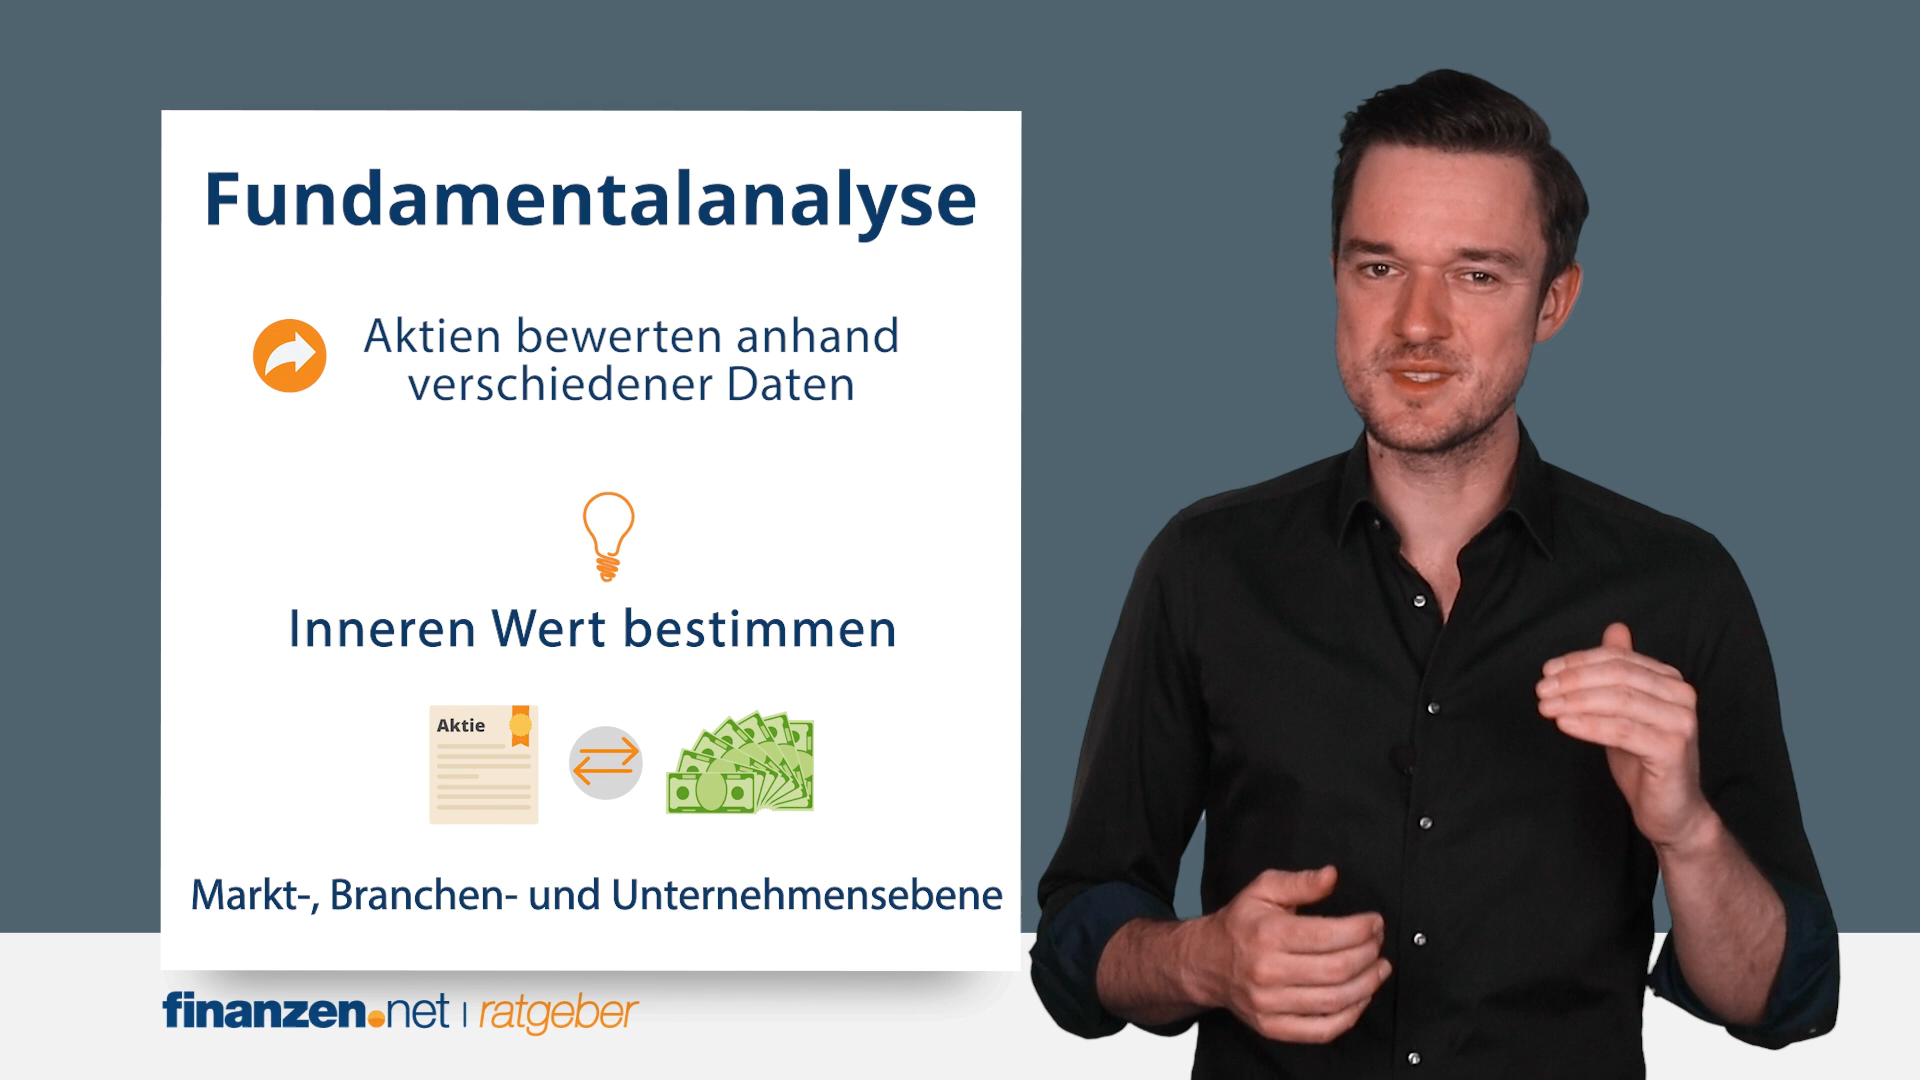 Fundamentalanalyse
Aktien bewerten anhand
verschiedener Daten
Inneren Wert bestimmen
Aktie
Markt-, Branchen- und Unternehmensebene
finanzen.net | ratgeber